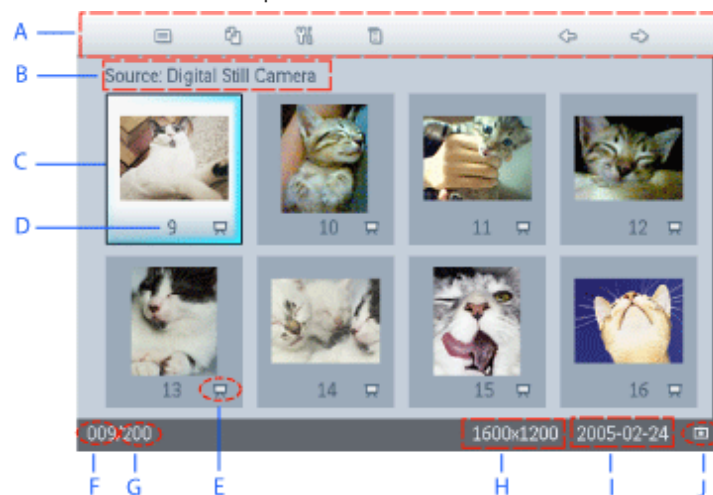 A
B Source: Digital Still Camera
C
D 9 10 11 12
13 14 15 16
009/200 1600x1200 2005-02-24
F G E H I J